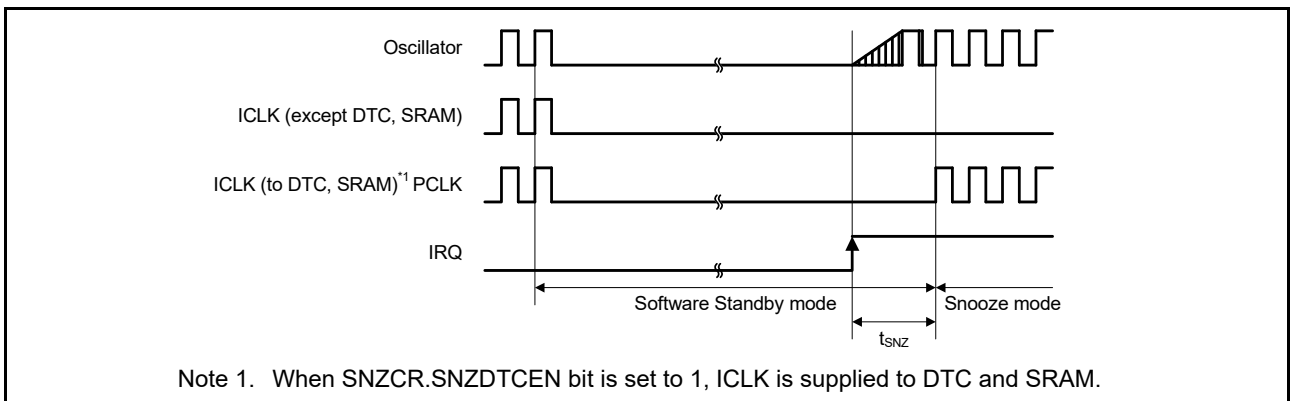 Oscillator
ICLK (except DTC, SRAM)
ICLK (to DTC, SRAM)*1 PCLK
IRQ
Software Standby mode
Snooze mode
tSNZ
Note 1. When SNZCR.SNZDTCEN bit is set to 1, ICLK is supplied to DTC and SRAM.